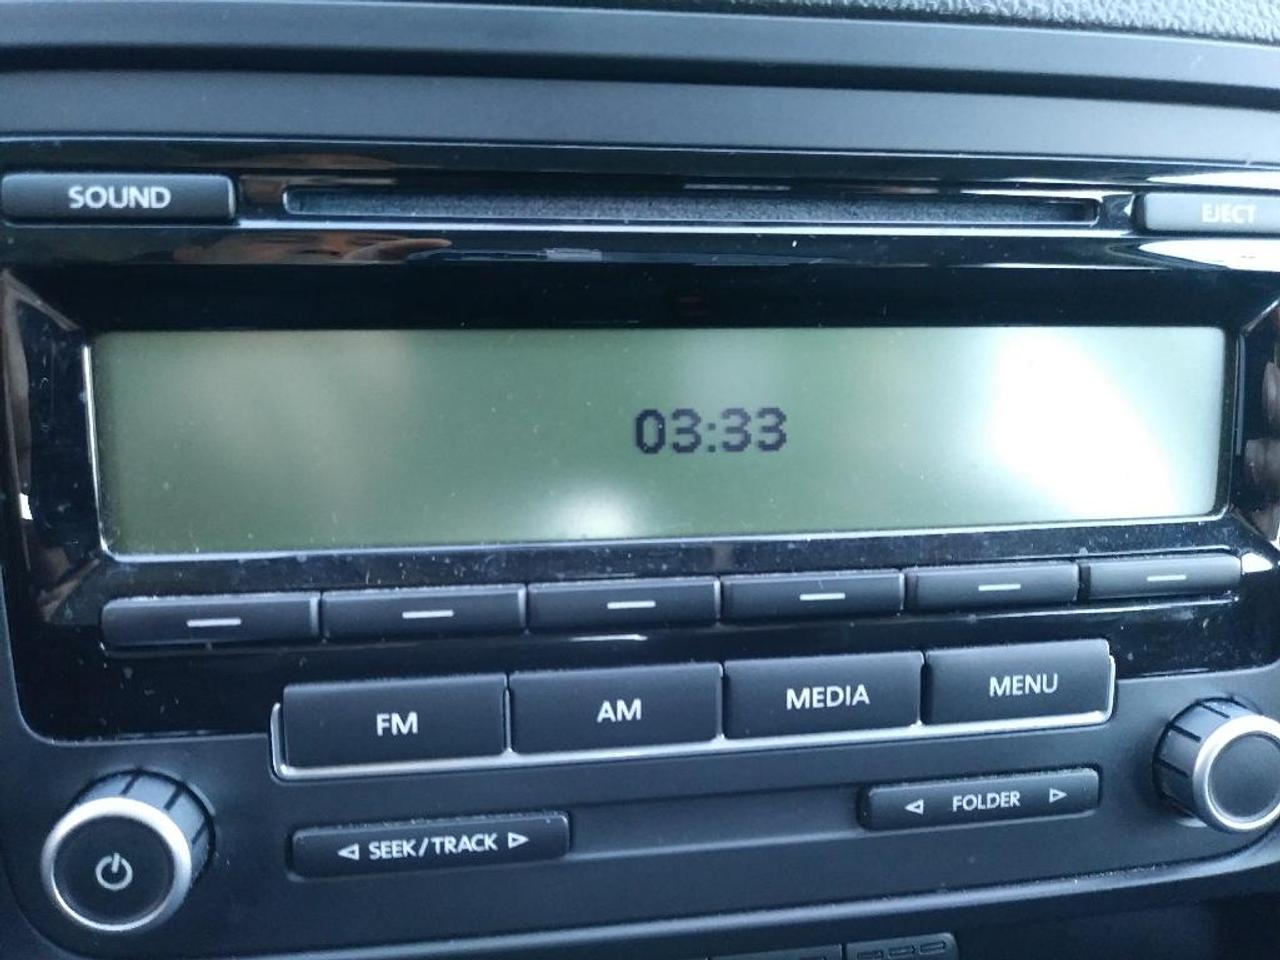 SOUND
EJECT
03:33
FM
AM
MEDIA
MENU
SEEK/TRACK
FOLDER